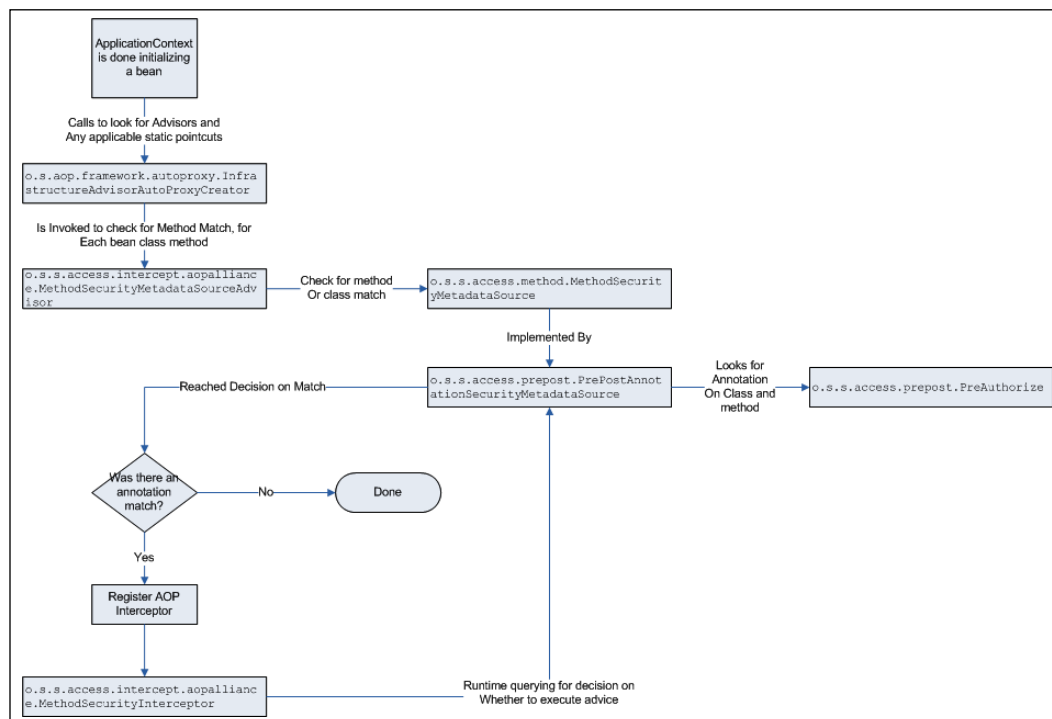 ApplicationContext
is done initializing
a bean
Calls to look for Advisors and
Any applicable static pointcuts
o.s.aop.framework.autoproxy.Infra
structureAdvisorAutoProxyCreator
Is Invoked to check for Method Match, for
Each bean class method
o.s.s.access.intercept.aopallianc
e.MethodSecurityMetadataSourceAdv
isor
Check for method
Or class match
o.s.s.access.method.MethodSecurit
yMetadataSource
Implemented By
Reached Decision on Match
o.s.s.access.prepost.PrePostAnnot
ationSecurityMetadataSource
Looks for
Annotation
On Class and
method
o.s.s.access.prepost.PreAuthorize
Was there an
annotation
match?
No
Done
Yes
Register AOP
Interceptor
o.s.s.access.intercept.aopallianc
e.MethodSecurityInterceptor
Runtime querying for decision on
Whether to execute advice